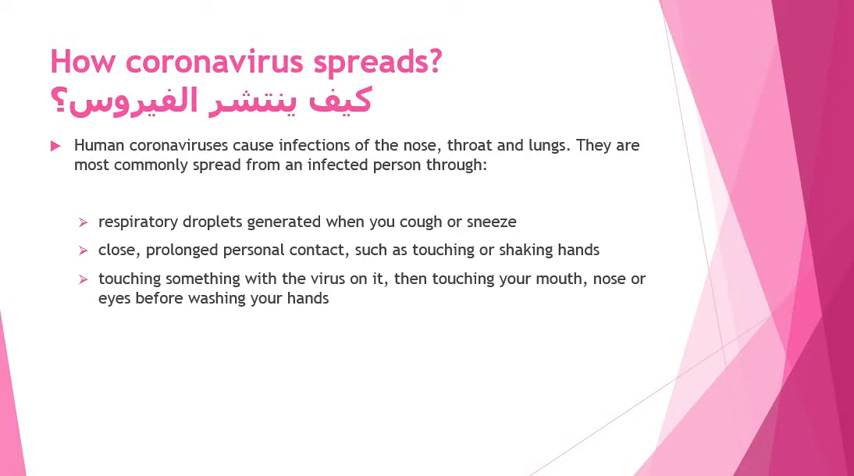 How coronavirus spreads?
كيف ينتشر الفيروس؟
Human coronaviruses cause infections of the nose, throat and lungs. They are
most commonly spread from an infected person through:
respiratory droplets generated when you cough or sneeze
close, prolonged personal contact, such as touching or shaking hands
touching something with the virus on it, then touching your mouth, nose or
eyes before washing your hands